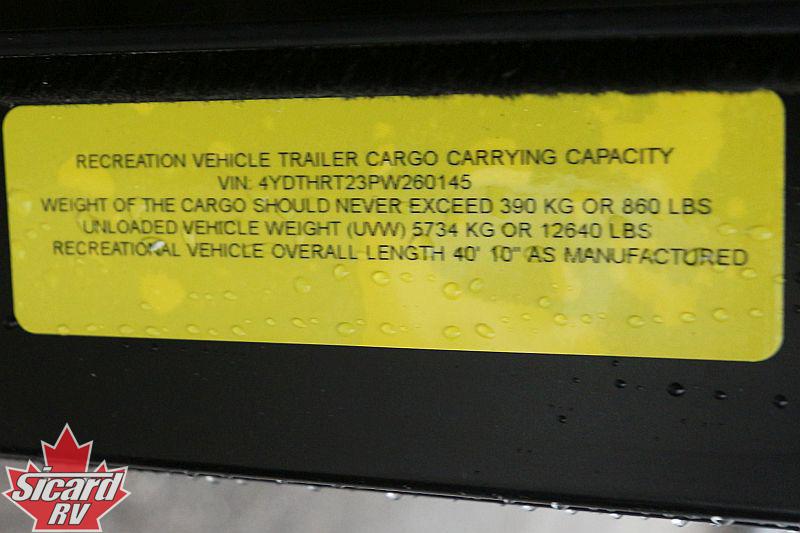 RECREATION VEHICLE TRAILER CARGO CARRYING CAPACITY
VIN: 4YDTHRT23PW260145
WEIGHT OF THE CARGO SHOULD NEVER EXCEED 390 KG OR 860 LBS
UNLOADED VEHICLE WEIGHT (UVW) 5734 KG OR 12640 LBS
RECREATIONAL VEHICLE OVERALL LENGTH 40' 10" AS MANUFACTURED
Sicard
RV